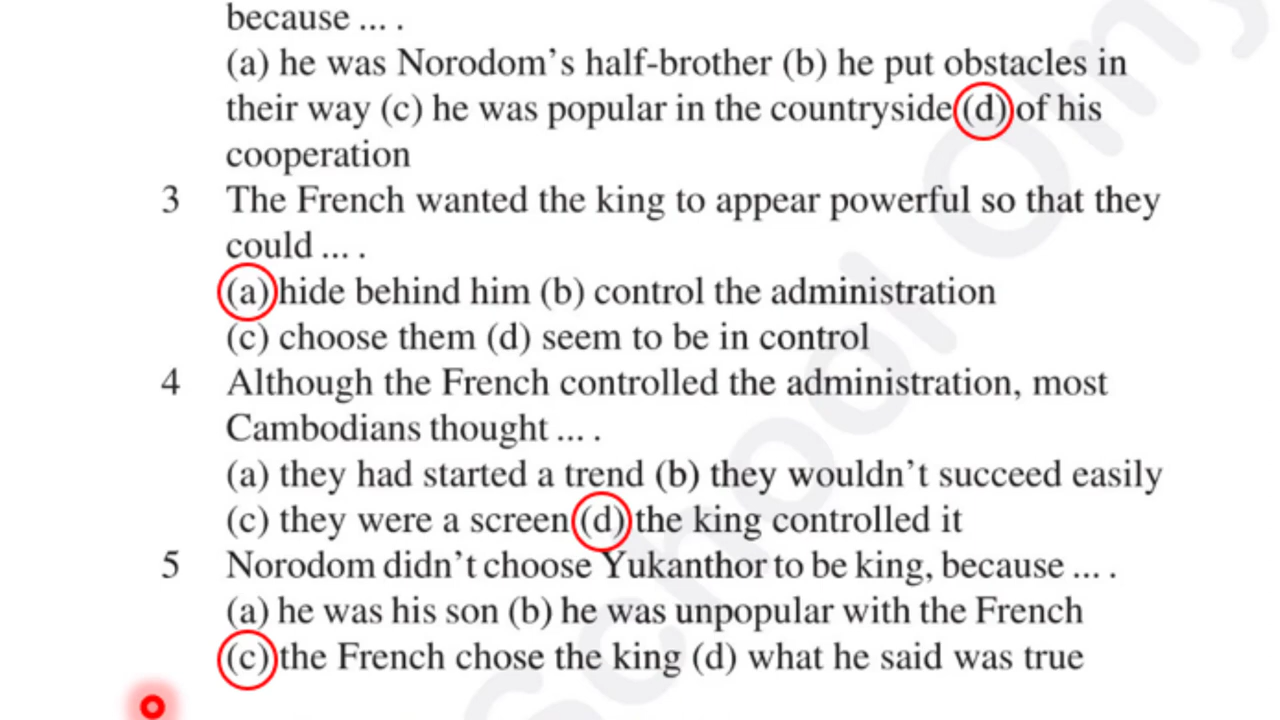 because ... .
(a) he was Norodom's half-brother (b) he put obstacles in
their way (c) he was popular in the countryside (d) of his
cooperation
3 The French wanted the king to appear powerful so that they
could ... .
(a) hide behind him (b) control the administration
(c) choose them (d) seem to be in control
4 Although the French controlled the administration, most
Cambodians thought ... .
(a) they had started a trend (b) they wouldn't succeed easily
(c) they were a screen (d) the king controlled it
5 Norodom didn't choose Yukanthor to be king, because ... .
(a) he was his son (b) he was unpopular with the French
(c) the French chose the king (d) what he said was true
School Only